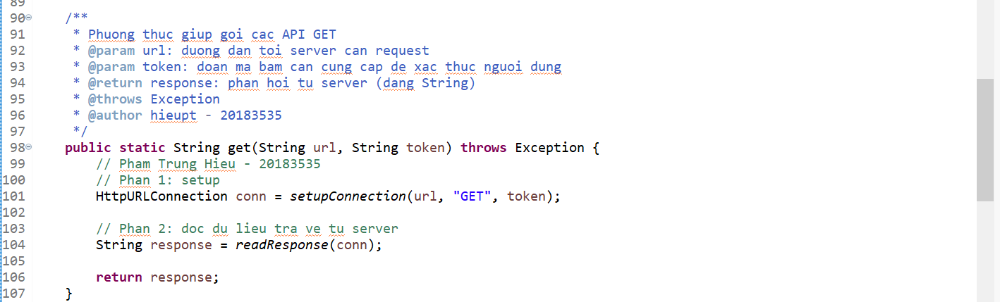 89
90 /**
91 * Phuong thuc giup goi cac API GET
92 * @param url: duong dan toi server can request
93 * @param token: doan ma bam can cung cap de xac thuc nguoi dung
94 * @return response: phan hoi tu server (dang String)
95 * @throws Exception
96 * @author hieupt - 20183535
97 */
98 public static String get(String url, String token) throws Exception {
99 // Pham Trung Hieu - 20183535
100 // Phan 1: setup
101 HttpURLConnection conn = setupConnection(url, "GET", token);
102
103 // Phan 2: doc du lieu tra ve tu server
104 String response = readResponse(conn);
105
106 return response;
107 }